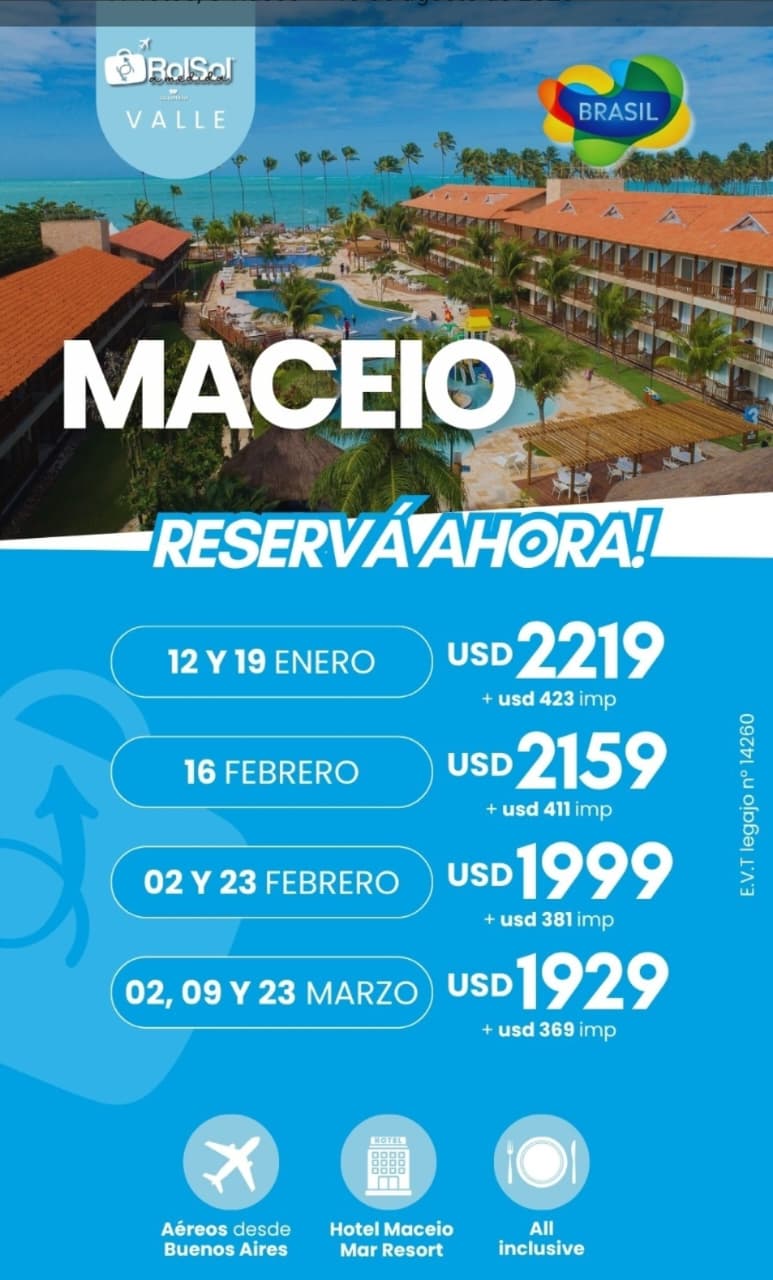 BolSol
a medida
VALLE
BRASIL
MACEIO
RESERVÁ AHORA!
12 Y 19 ENERO
USD 2219
+ usd 423 imp
16 FEBRERO
USD 2159
+ usd 411 imp
02 Y 23 FEBRERO
USD 1999
+ usd 381 imp
02, 09 Y 23 MARZO
USD 1929
+ usd 369 imp
E.V.T legajo nº 14260
Aéreos desde
Buenos Aires
HOTEL
Hotel Maceio
Mar Resort
All
inclusive